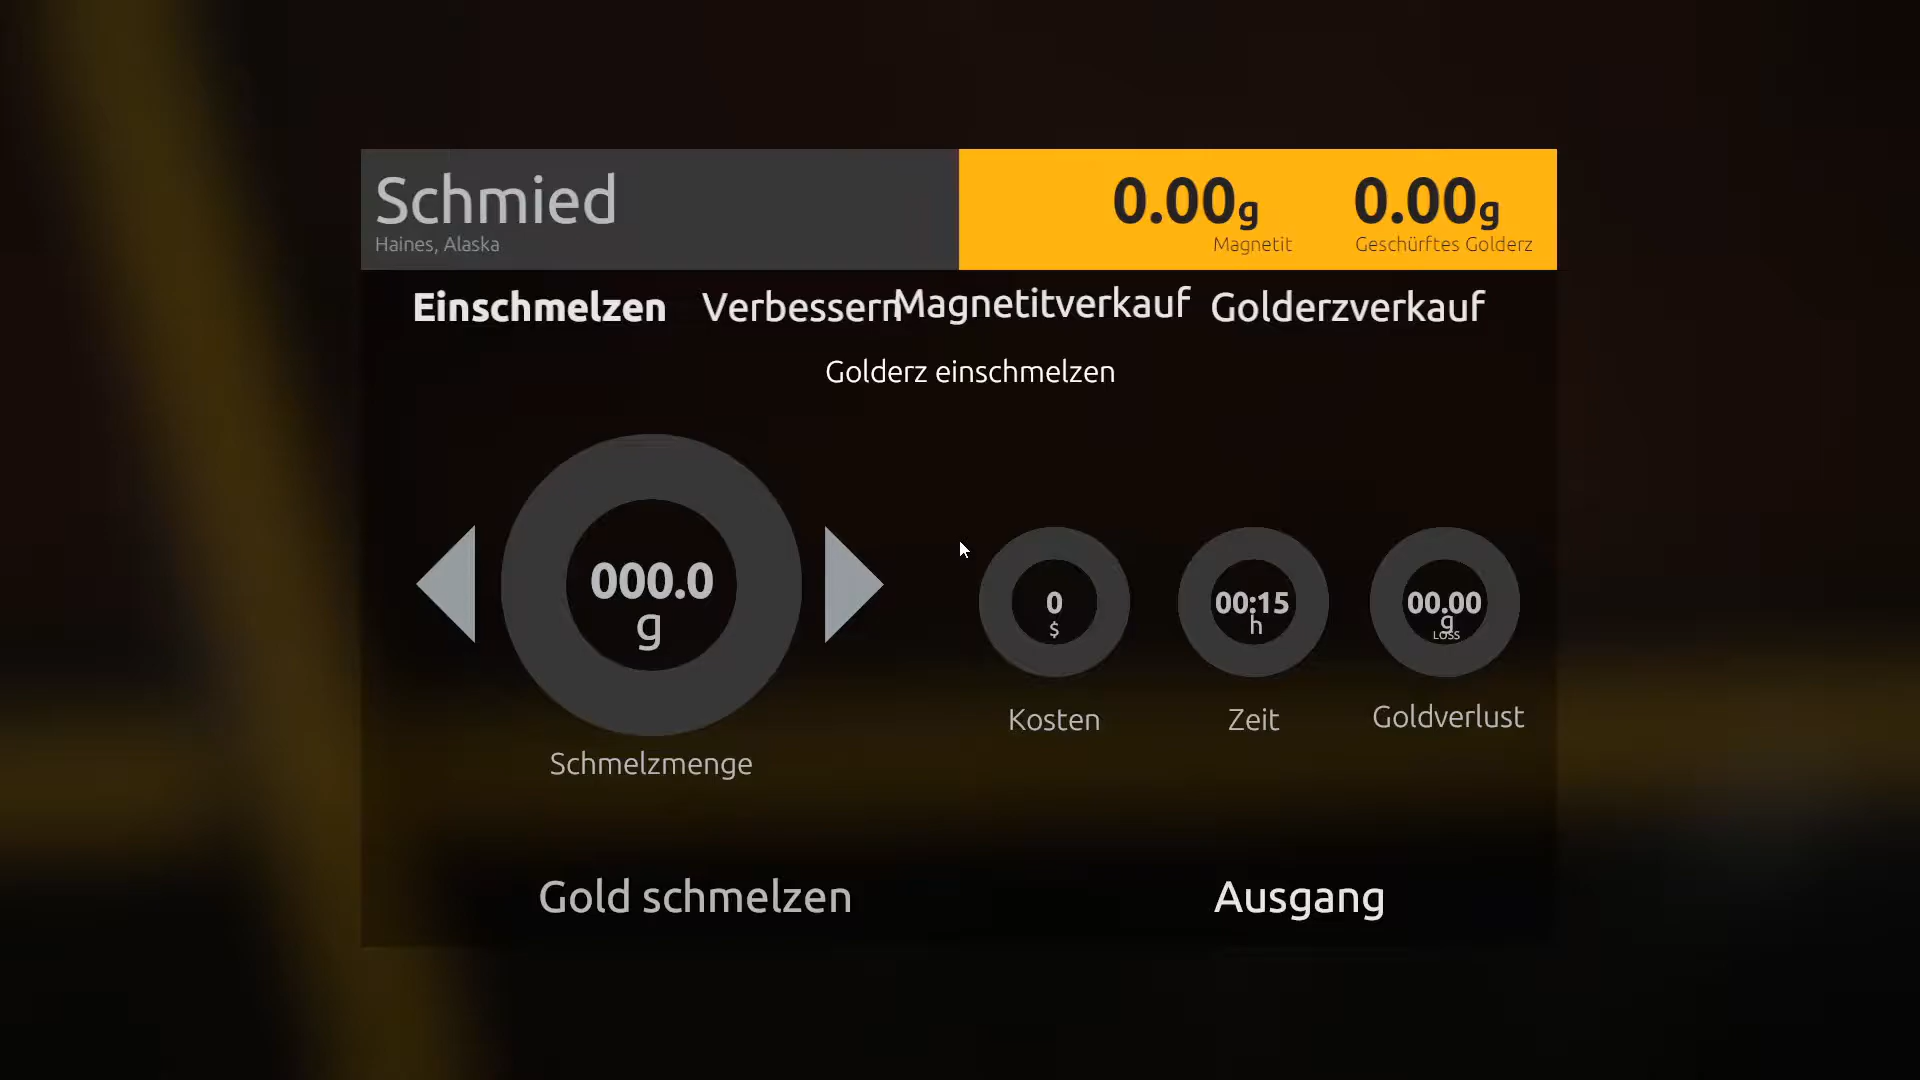 Schmied
Haines, Alaska
0.00g
Magnetit
0.00g
Geschürftes Golderz
Einschmelzen
Verbessern
Magnetitverkauf
Golderzverkauf
Golderz einschmelzen
000.0
g
Schmelzmenge
0
$
Kosten
00:15
h
Zeit
00.00
g
LOSS
Goldverlust
Gold schmelzen
Ausgang